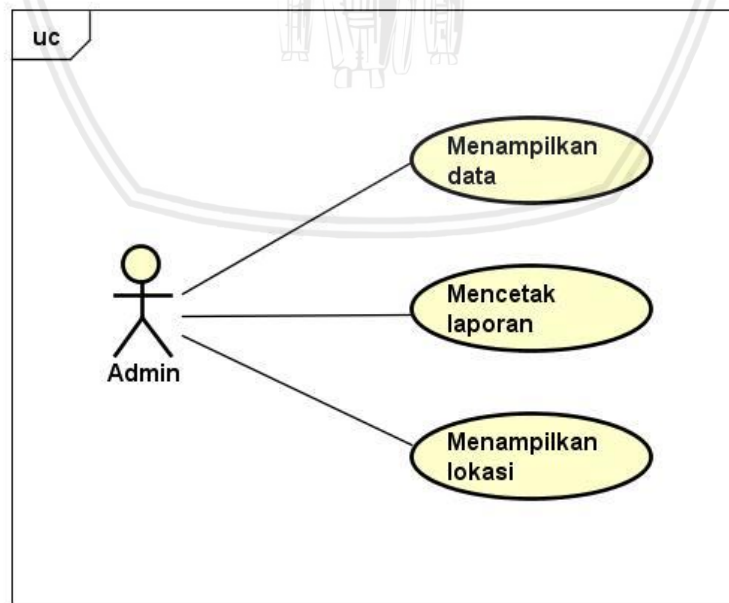 uc
Menampilkan
data
Mencetak
laporan
Admin
Menampilkan
lokasi